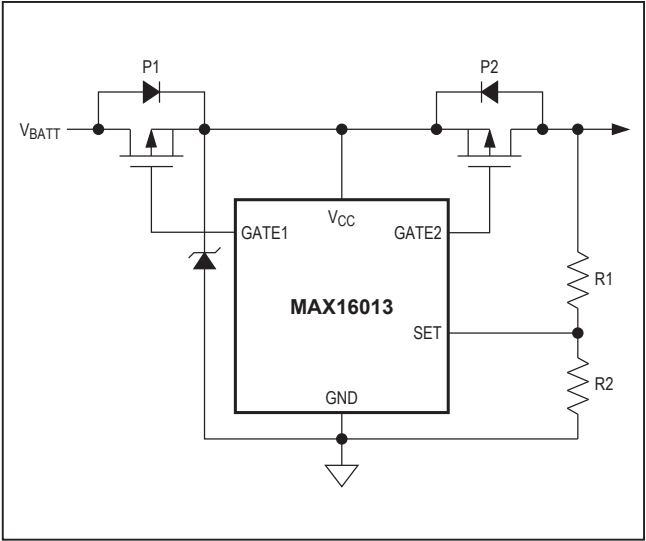 P1
P2
VBATT
VCC
GATE1
GATE2
MAX16013
R1
SET
R2
GND